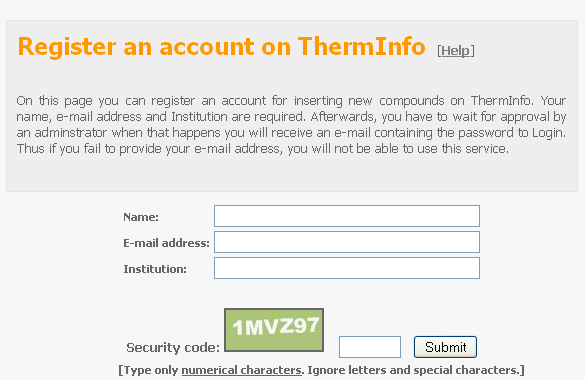 Register an account on ThermInfo [Help]
On this page you can register an account for inserting new compounds on ThermInfo. Your
name, e-mail address and Institution are required. Afterwards, you have to wait for approval by
an adminstrator when that happens you will receive an e-mail containing the password to Login.
Thus if you fail to provide your e-mail address, you will not be able to use this service.
Name:
E-mail address:
Institution:
Security code: 1MVZ97 Submit
[Type only numerical characters. Ignore letters and special characters.]